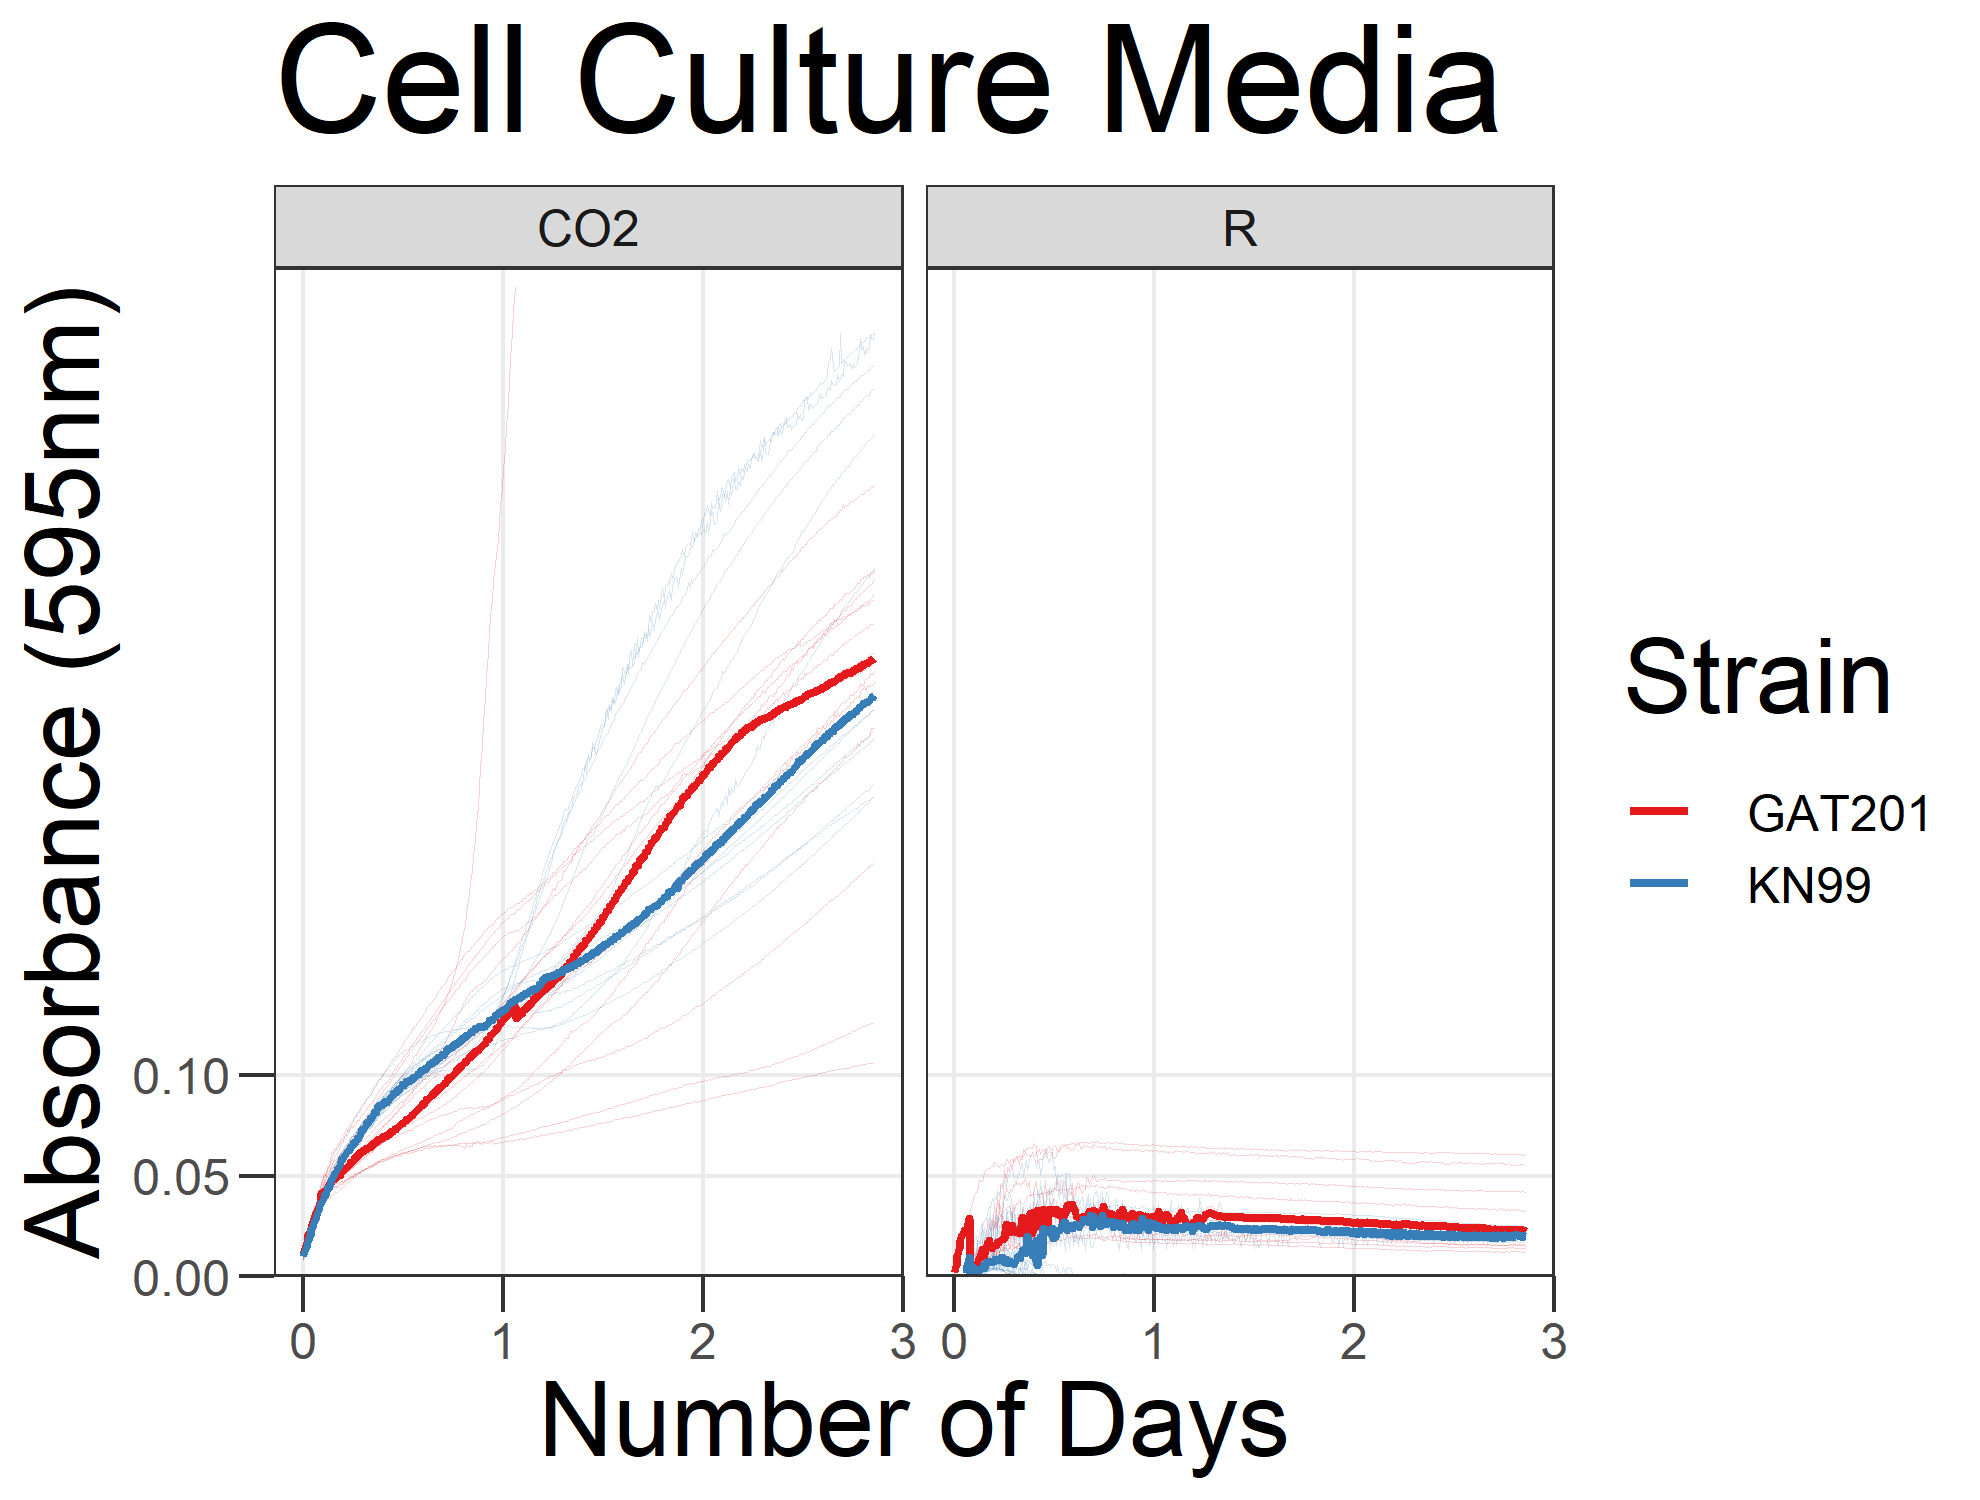 Cell Culture Media
CO2
R
Absorbance (595nm)
0.10
0.05
0.00
0 1 2 3
0 1 2 3
Number of Days
Strain
GAT201
KN99